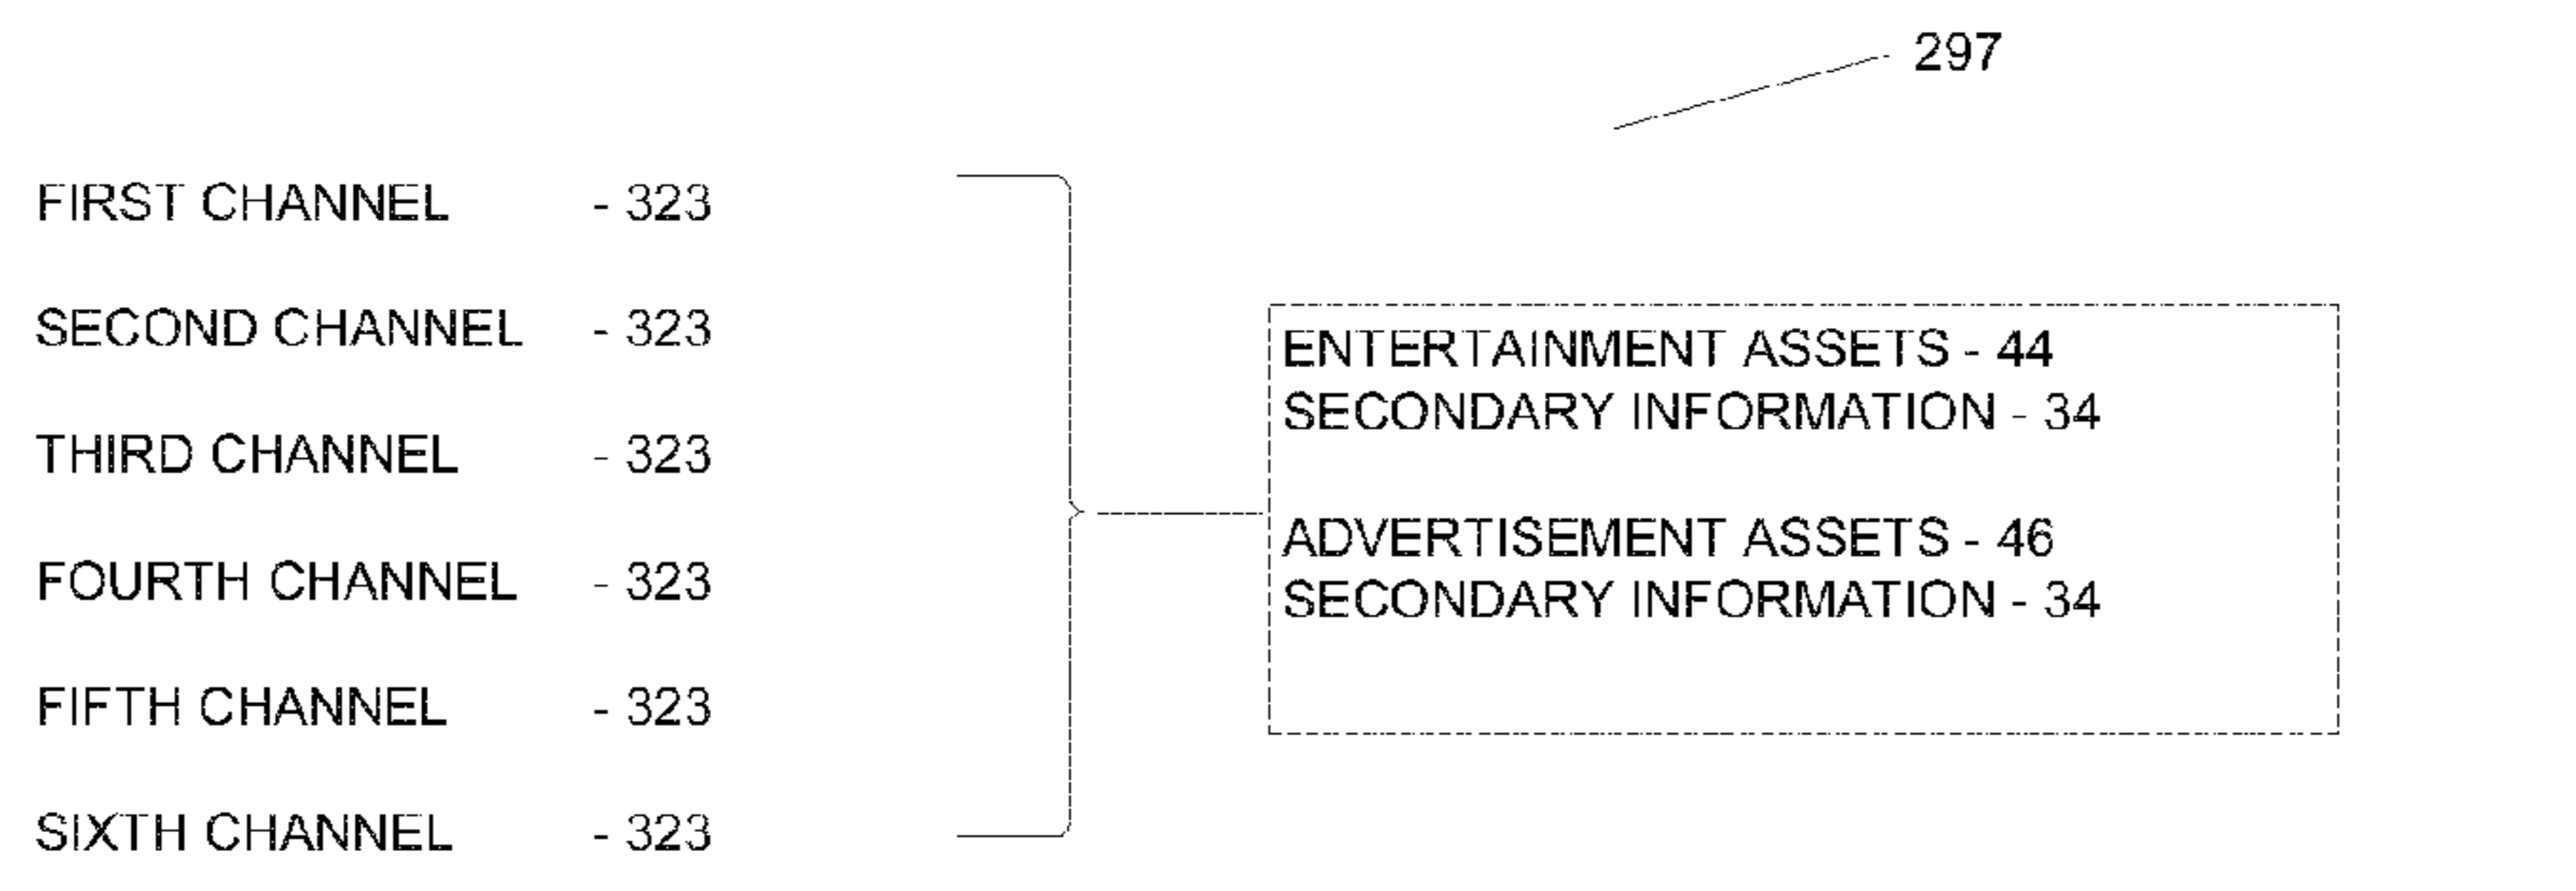 297
FIRST CHANNEL - 323
SECOND CHANNEL - 323
THIRD CHANNEL - 323
FOURTH CHANNEL - 323
FIFTH CHANNEL - 323
SIXTH CHANNEL - 323
ENTERTAINMENT ASSETS - 44
SECONDARY INFORMATION - 34
ADVERTISEMENT ASSETS - 46
SECONDARY INFORMATION - 34